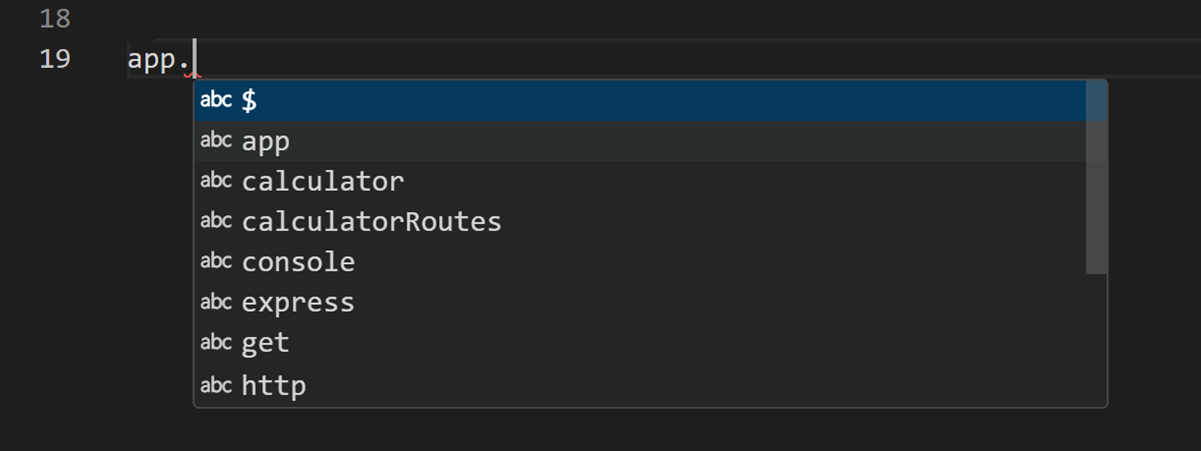 18
19 app.
abc $
abc app
abc calculator
abc calculatorRoutes
abc console
abc express
abc get
abc http